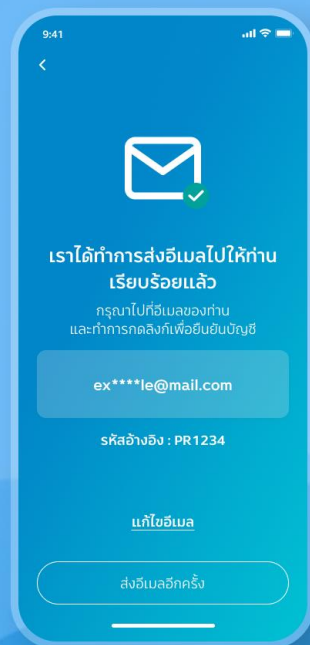 9:41
เราได้ทำการส่งอีเมลไปให้ท่าน
เรียบร้อยแล้ว
กรุณาไปที่อีเมลของท่าน
และทำการกดลิงก์เพื่อยืนยันบัญชี
ex****le@mail.com
รหัสอ้างอิง : PR1234
แก้ไขอีเมล
ส่งอีเมลอีกครั้ง